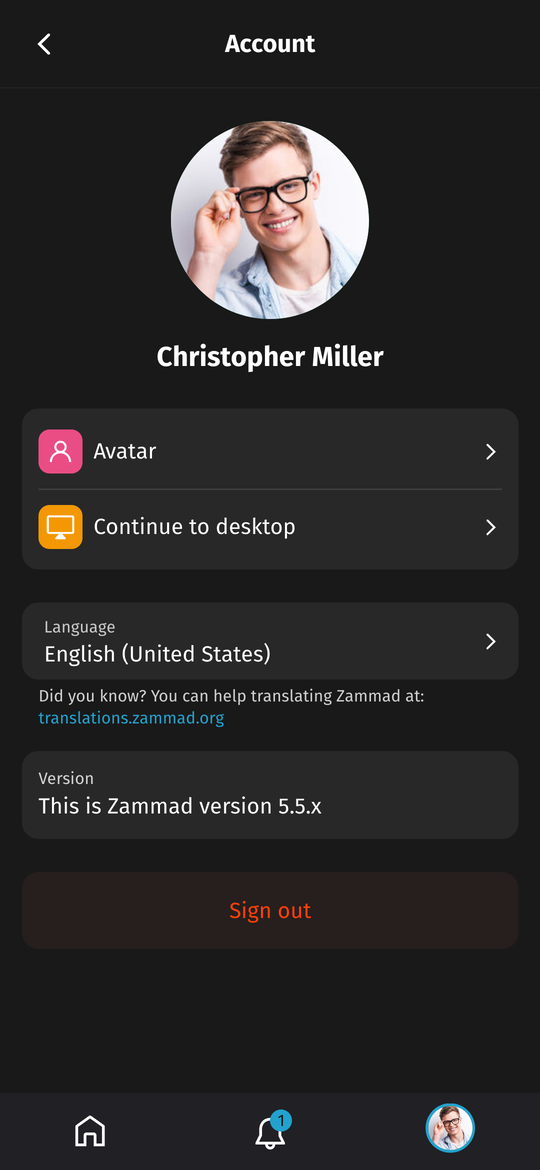 Account
Christopher Miller
Avatar
Continue to desktop
Language
English (United States)
Did you know? You can help translating Zammad at:
translations.zammad.org
Version
This is Zammad version 5.5.x
Sign out
1